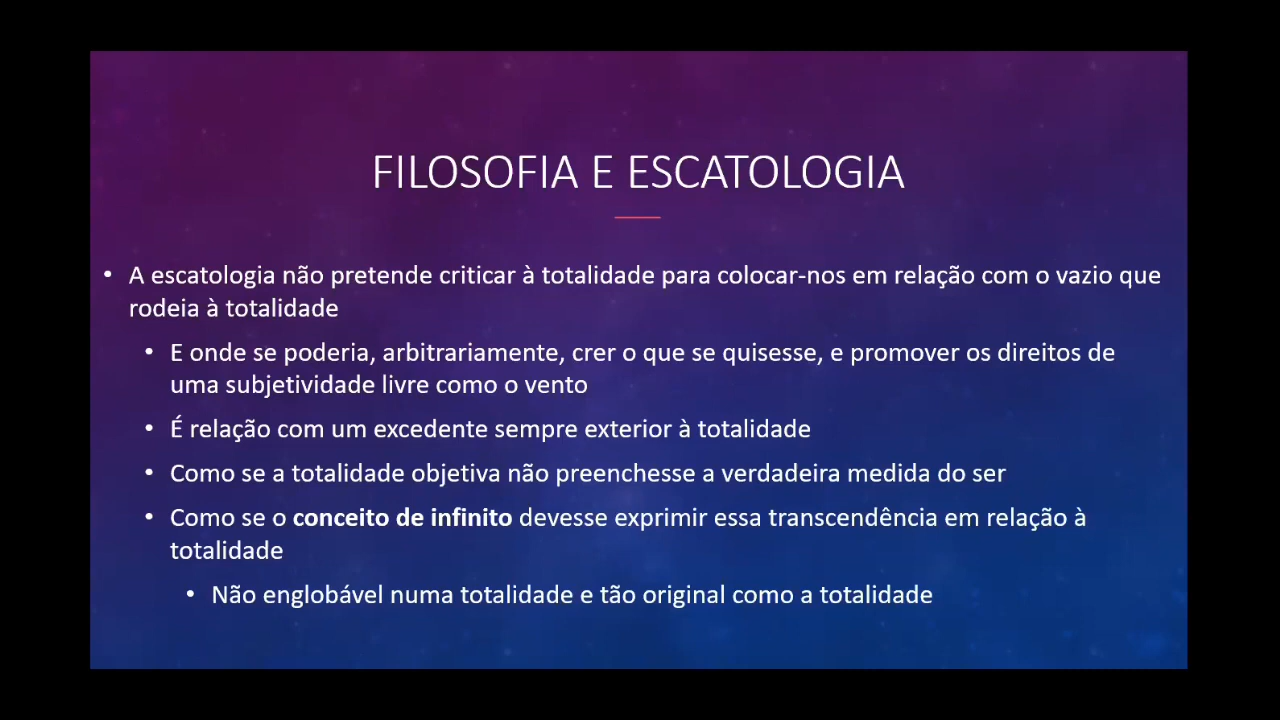 FILOSOFIA E ESCATOLOGIA
• A escatologia não pretende criticar à totalidade para colocar-nos em relação com o vazio que
rodeia à totalidade
• E onde se poderia, arbitrariamente, crer o que se quisesse, e promover os direitos de
uma subjetividade livre como o vento
• É relação com um excedente sempre exterior à totalidade
• Como se a totalidade objetiva não preenchesse a verdadeira medida do ser
• Como se o conceito de infinito devesse exprimir essa transcendência em relação à
totalidade
• Não englobável numa totalidade e tão original como a totalidade